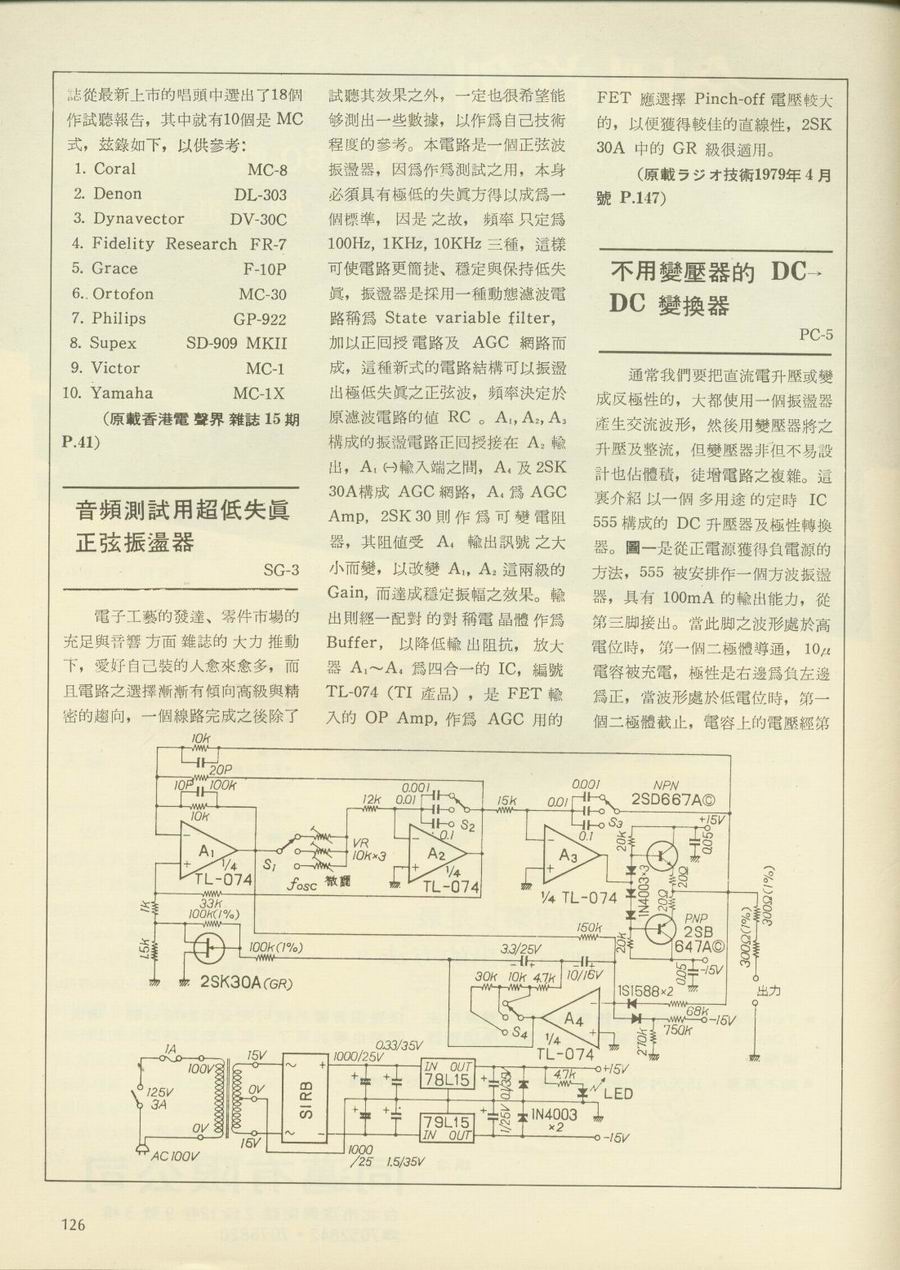 誌從最新上市的唱頭中選出了18個
作試聽報告，其中就有10個是 MC
式，玆錄如下，以供參考：
1. Coral MC-8
2. Denon DL-303
3. Dynavector DV-30C
4. Fidelity Research FR-7
5. Grace F-10P
6. Ortofon MC-30
7. Philips GP-922
8. Supex SD-909 MKII
9. Victor MC-1
10. Yamaha MC-1X
（原載香港電聲界雜誌15期
P.41）
音頻測試用超低失眞
正弦振盪器
SG-3
電子工藝的發達、零件市場的
充足與音響方面雜誌的大力推動
下，愛好自己裝的人愈來愈多，而
且電路之選擇漸漸有傾向高級與精
密的趨向，一個線路完成之後除了
試聽其效果之外，一定也很希望能
够測出一些數據，以作爲自己技術
程度的參考。本電路是一個正弦波
振盪器，因爲作爲測試之用，本身
必須具有極低的失眞方得以成爲一
個標準，因是之故，頻率只定爲
100Hz, 1KHz, 10KHz 三種，這樣
可使電路更簡捷、穩定與保持低失
眞，振盪器是採用一種動態濾波電
路稱爲 State variable filter,
加以正回授電路及 AGC 網路而
成，這種新式的電路結構可以振盪
出極低失眞之正弦波，頻率決定於
原濾波電路的値 RC 。A₁, A₂, A₃
構成的振盪電路正回授接在 A₂ 輸
出，A₁ ㈠輸入端之間，A₄ 及 2SK
30A構成 AGC 網路，A₄ 爲 AGC
Amp, 2SK30 則作爲可變電阻
器，其阻値受 A₄ 輸出訊號之大
小而變，以改變 A₁, A₂ 這兩級的
Gain, 而達成穩定振幅之效果。輸
出則經一配對的對稱電晶體作爲
Buffer, 以降低輸出阻抗，放大
器 A₁～A₄ 爲四合一的 IC，編號
TL-074（TI 產品），是 FET 輸
入的 OP Amp, 作爲 AGC 用的
FET 應選擇 Pinch-off 電壓較大
的，以便獲得較佳的直線性，2SK
30A 中的 GR 級很適用。
（原載ラジオ技術1979年4月
號 P.147）
不用變壓器的 DC→
DC 變換器
PC-5
通常我們要把直流電升壓或變
成反極性的，大都使用一個振盪器
產生交流波形，然後用變壓器將之
升壓及整流，但變壓器非但不易設
計也佔體積，徒增電路之複雜。這
裏介紹以一個多用途的定時 IC
555 構成的 DC 升壓器及極性轉換
器。圖一是從正電源獲得負電源的
方法，555 被安排作一個方波振盪
器，具有 100mA 的輸出能力，從
第三脚接出。當此脚之波形處於高
電位時，第一個二極體導通，10μ
電容被充電，極性是右邊爲負左邊
爲正，當波形處於低電位時，第一
個二極體截止，電容上的電壓經第
10k
20P
10P 100k
10k
A1
1/4
TL-074
S1
VR
10k×3
fosc 微調
12k
0.001
0.01
0.1
S2
A2
1/4
TL-074
15k
0.001
0.01
0.1
S3
A3
1/4 TL-074
NPN
2SD667A©
+15V
0.05
20k
20Ω
1N4003×3
20Ω
PNP
2SB
647A©
20k
0.05
-15V
300Ω(1%)
300Ω(1%)
出力
33k
1k
100k(1%)
1.5k
100k(1%)
2SK30A(GR)
150k
3.3/25V
10/16V
30k 10k 4.7k
S4
A4
1/4
TL-074
1S1588×2
68k
-15V
750k
270k
1A
100V
125V
3A
0V
AC100V
15V
0V
15V
S1RB
1000/25V
0.33/35V
IN OUT
78L15
79L15
IN OUT
1000
/25
1.5/35V
0.1/35V
1/25V
4.7k
+15V
LED
1N4003
×2
-15V
126